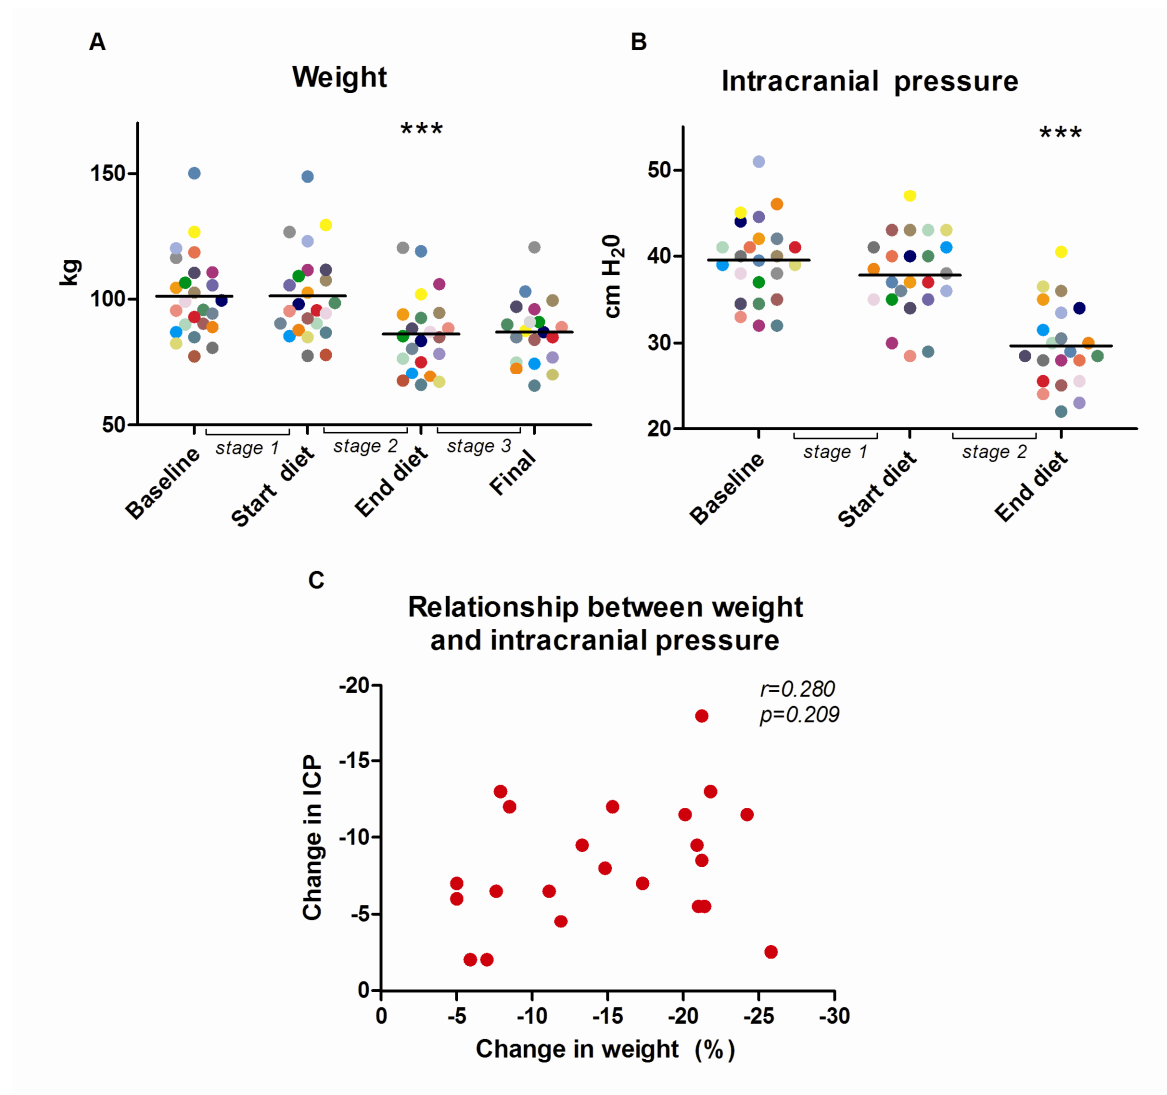 A
Weight
***
kg
150
100
50
stage 1
stage 2
stage 3
Baseline
Start diet
End diet
Final
B
Intracranial pressure
***
cm H₂0
50
40
30
20
stage 1
stage 2
Baseline
Start diet
End diet
C
Relationship between weight
and intracranial pressure
r=0.280
p=0.209
Change in ICP
-20
-15
-10
-5
0
0 -5 -10 -15 -20 -25 -30
Change in weight (%)